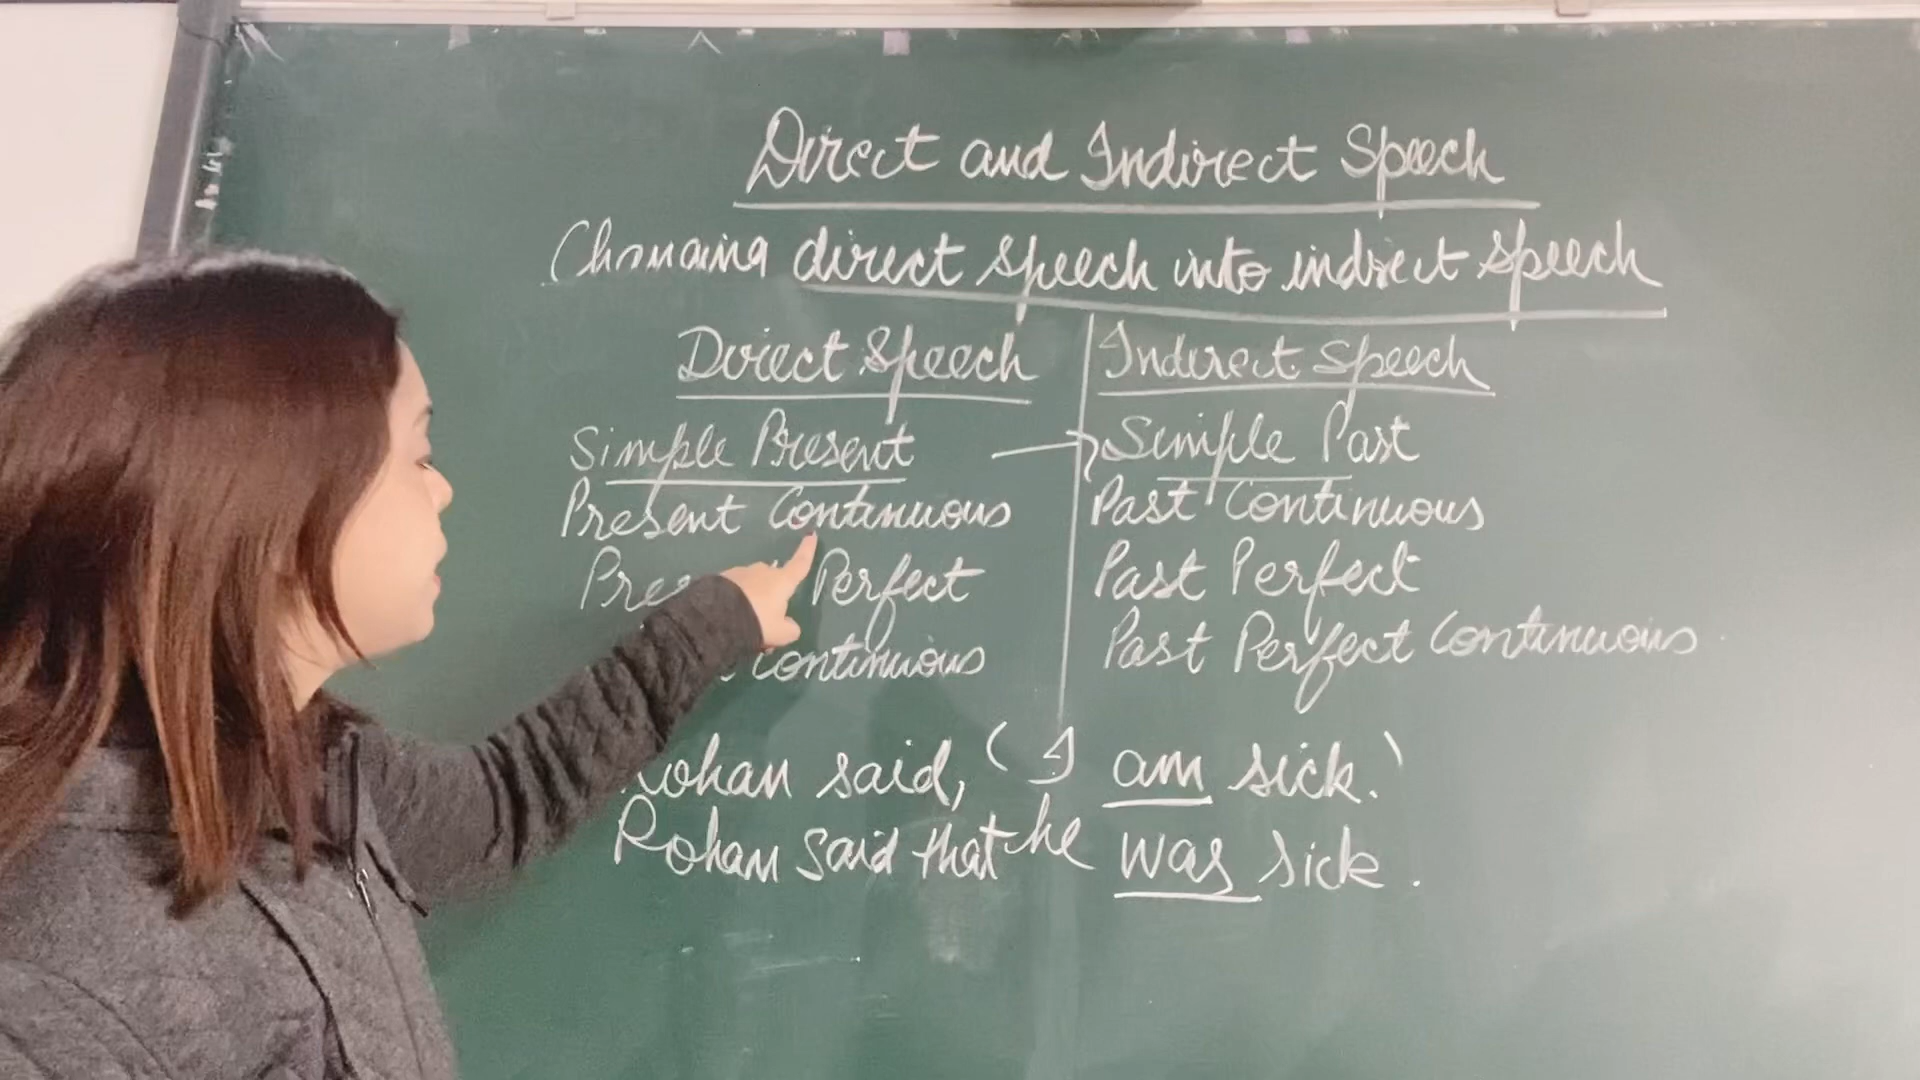 Direct and Indirect Speech
Changing direct speech into indirect speech
Direct Speech Indirect Speech
Simple Present Simple Past
Present Continuous Past Continuous
Perfect Past Perfect
Continuous Past Perfect Continuous
Rohan said, ' I am sick.'
Rohan said that he was sick.